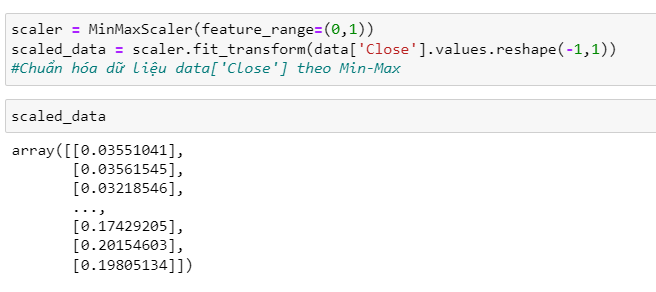 scaler = MinMaxScaler(feature_range=(0,1))
scaled_data = scaler.fit_transform(data['Close'].values.reshape(-1,1))
#Chuẩn hóa dữ liệu data['Close'] theo Min-Max
scaled_data
array([[0.03551041],
[0.03561545],
[0.03218546],
...,
[0.17429205],
[0.20154603],
[0.19805134]])